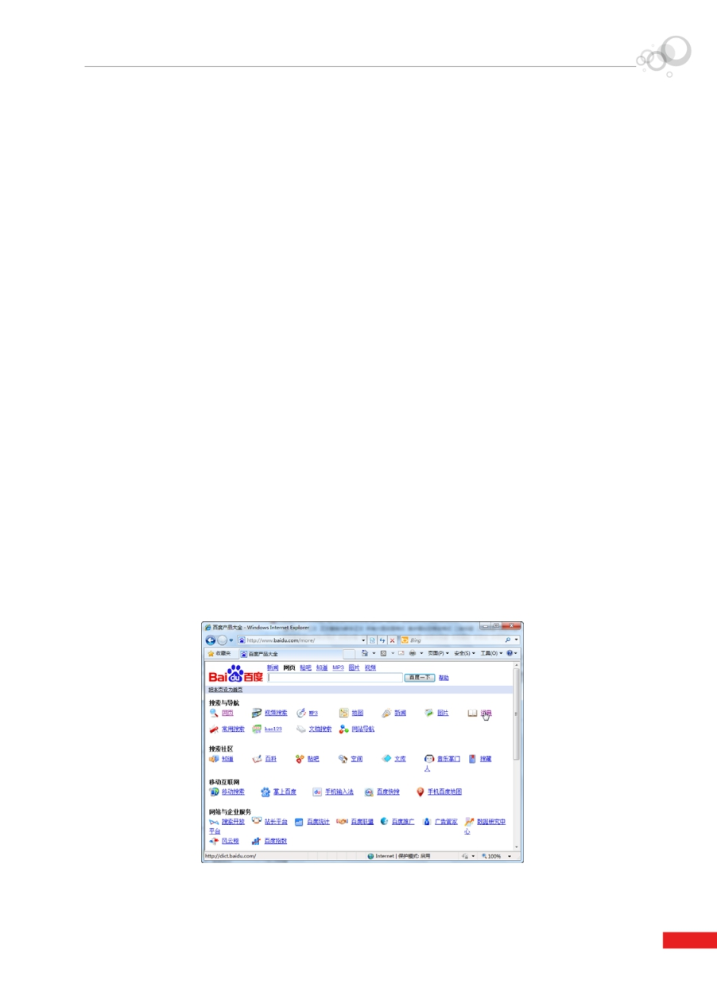 百度产品大全 - Windows Internet Explorer
http://www.baidu.com/more/ Bing
收藏夹 百度产品大全 页面(P) 安全(S) 工具(O)
新闻 网页 贴吧 知道 MP3 图片 视频
Bai du 百度 百度一下 帮助
把本页设为首页
搜索与导航
网页 视频搜索 MP3 地图 新闻 图片 词典
常用搜索 hao123 文档搜索 网站导航
搜索社区
知道 百科 贴吧 空间 文库 音乐掌门 搜藏
人
移动互联网
移动搜索 掌上百度 手机输入法 百度快搜 手机百度地图
网站与企业服务
搜索开放 站长平台 百度统计 百度联盟 百度推广 广告管家 数据研究中
平台 心
风云榜 百度指数
http://dict.baidu.com/ Internet | 保护模式: 启用 100%